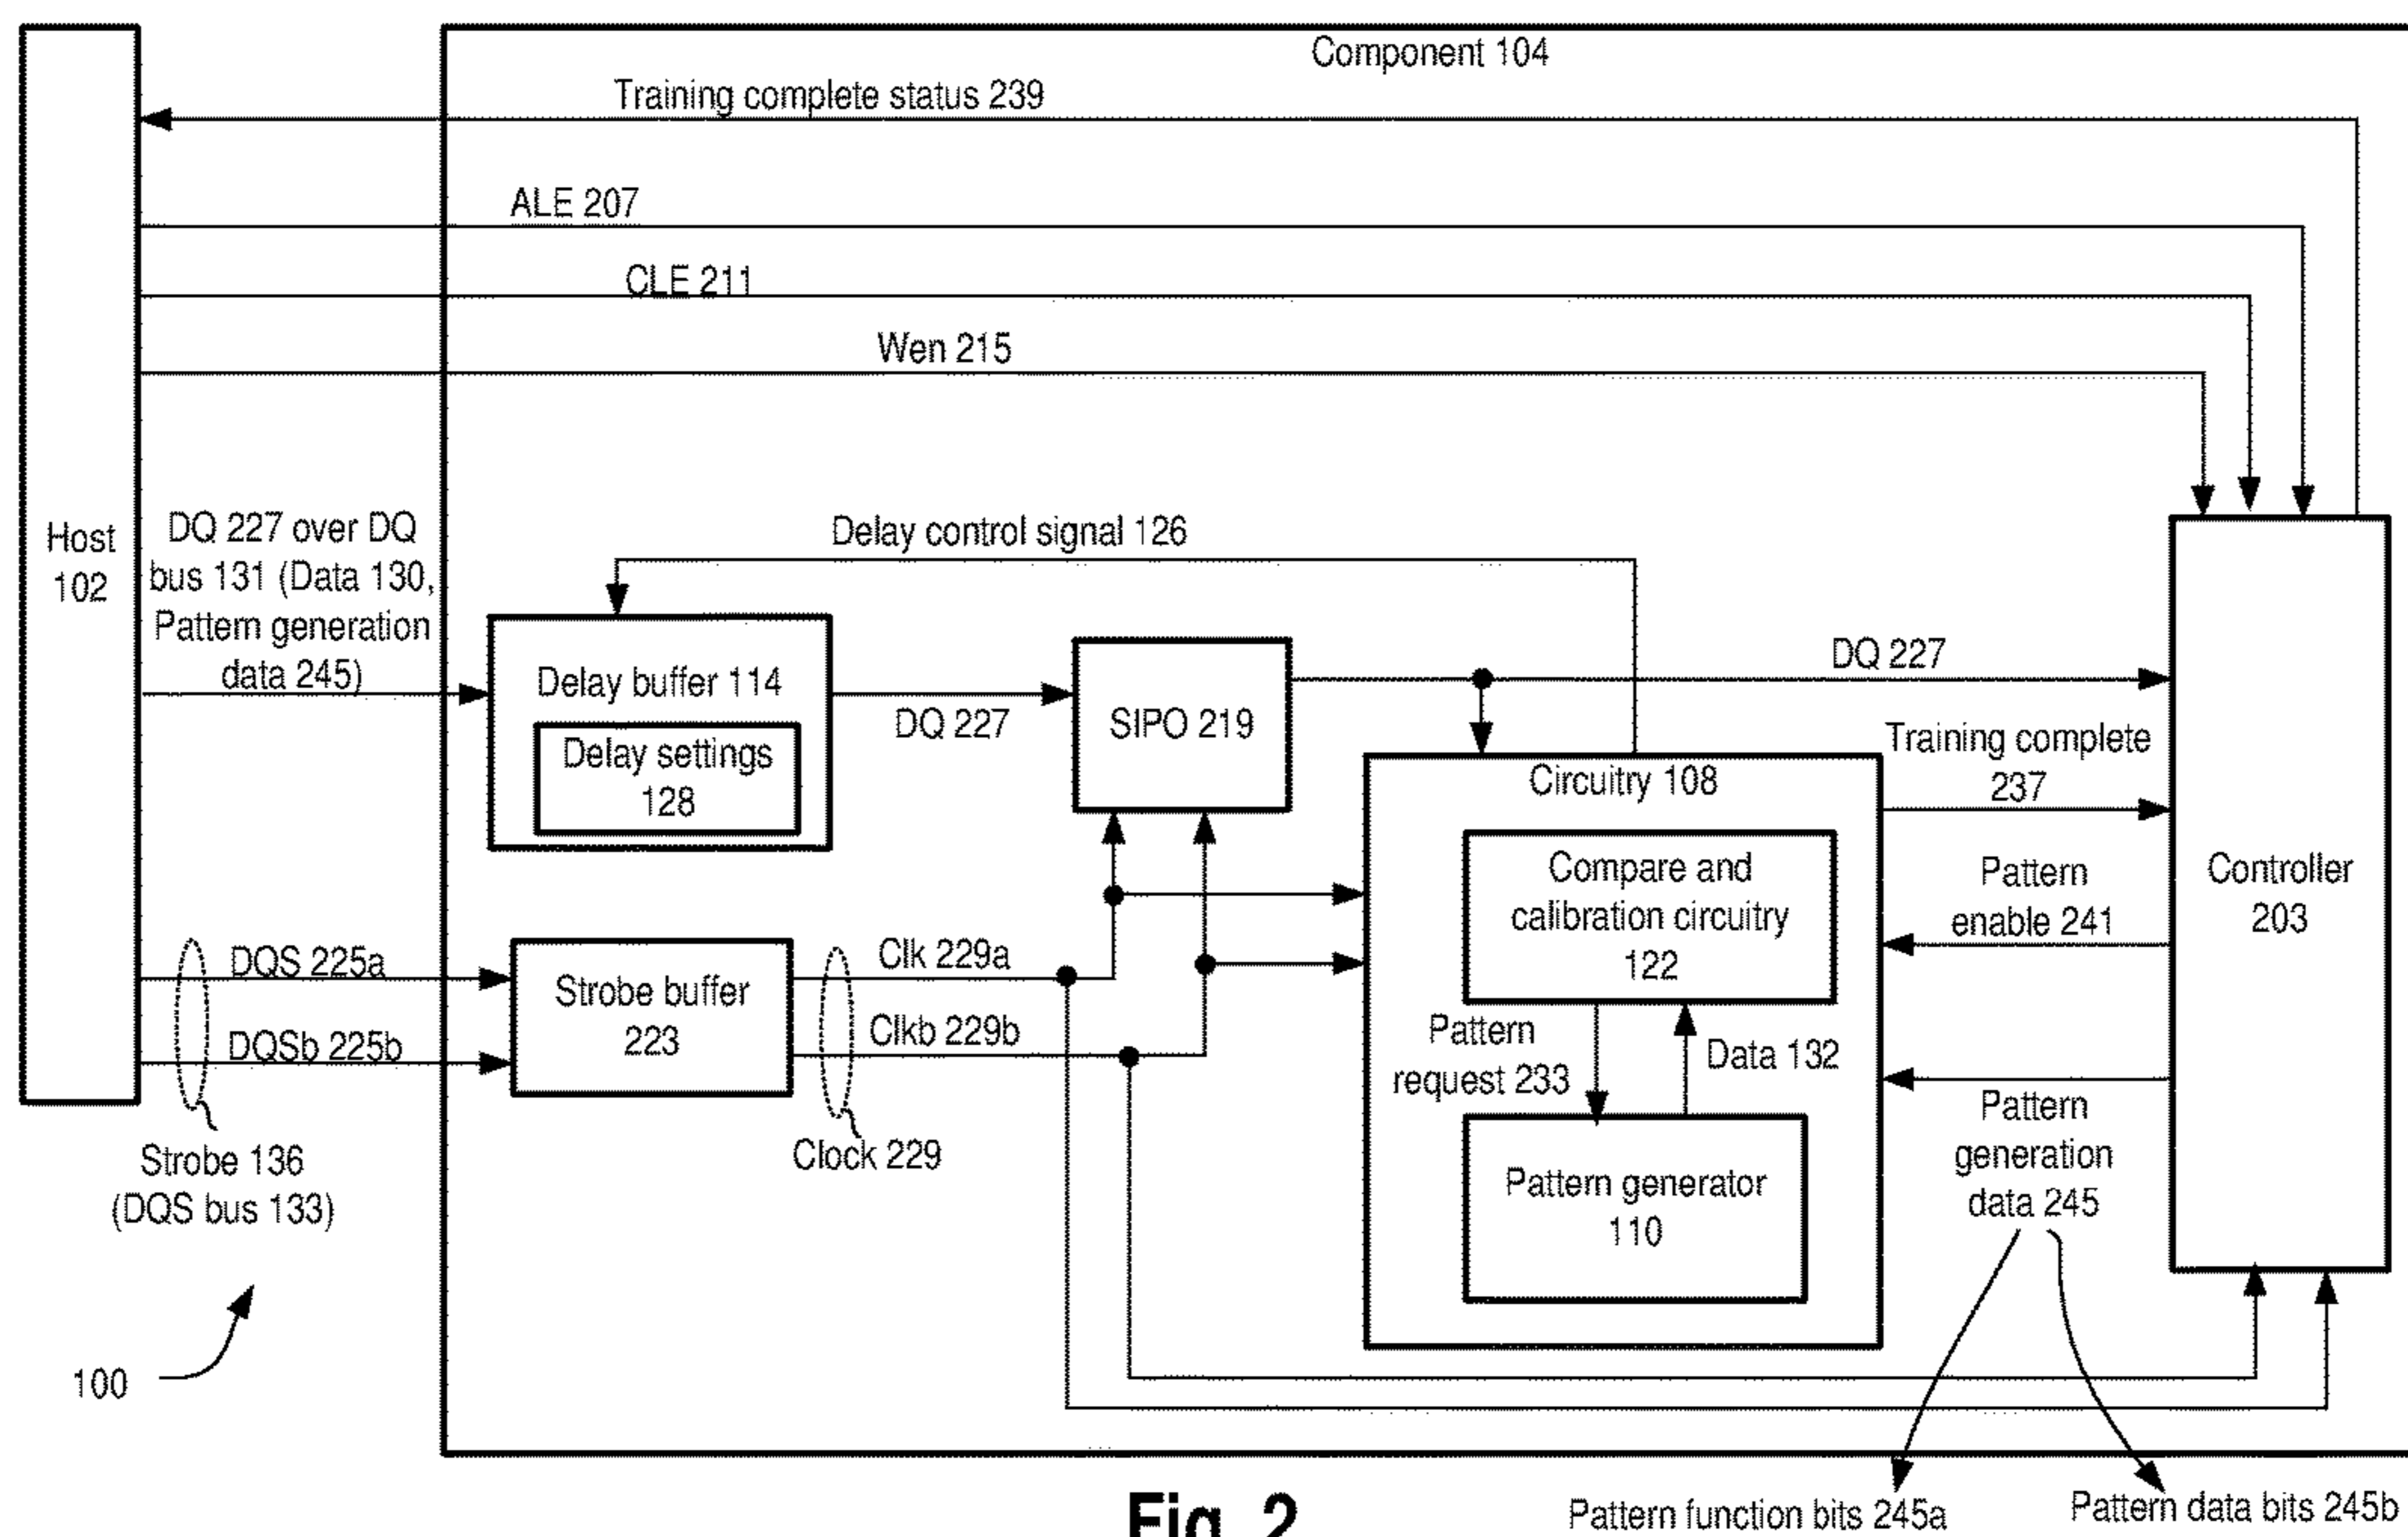 Component 104
Training complete status 239
ALE 207
CLE 211
Wen 215
Host
102
DQ 227 over DQ
bus 131 (Data 130,
Pattern generation
data 245)
Delay control signal 126
Delay buffer 114
Delay settings
128
DQ 227
SIPO 219
DQ 227
Training complete
237
Circuitry 108
Compare and
calibration circuitry
122
Pattern
enable 241
Controller
203
DQS 225a
DQSb 225b
Strobe buffer
223
Clk 229a
Clkb 229b
Clock 229
Strobe 136
(DQS bus 133)
Pattern
request 233
Data 132
Pattern generator
110
Pattern
generation
data 245
100
Fig. 2
Pattern function bits 245a
Pattern data bits 245b